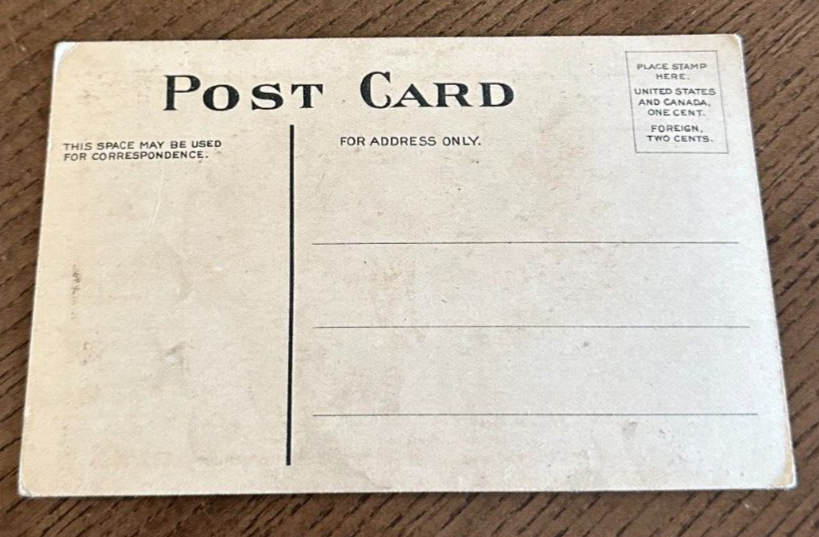 POST CARD
THIS SPACE MAY BE USED
FOR CORRESPONDENCE.
FOR ADDRESS ONLY.
PLACE STAMP
HERE.
UNITED STATES
AND CANADA,
ONE CENT.
FOREIGN,
TWO CENTS.